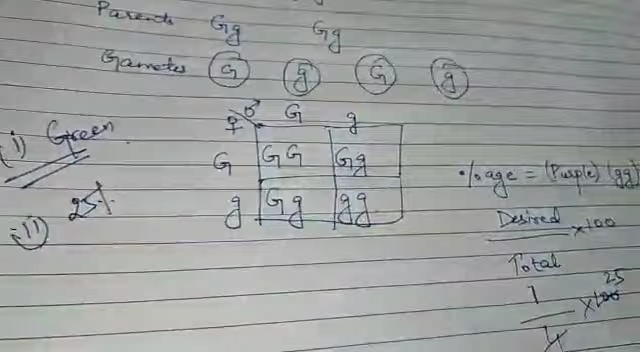 Parents Gg Gg
Gametes G g G g
♀ ♂ G g
(i) Green
G GG Gg
%age = (Purple) (gg)
25%
g Gg gg
Desired ×100
(ii)
Total
1 ×100 25
4